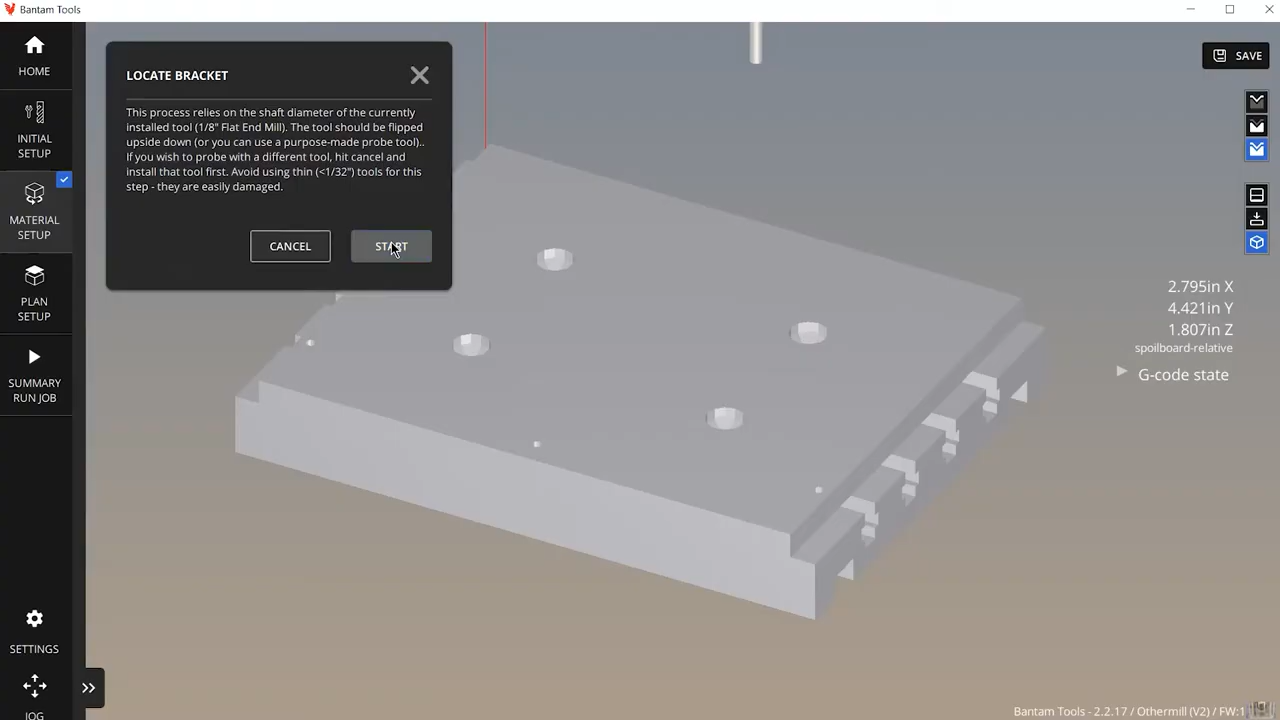 Bantam Tools
HOME
INITIAL
SETUP
MATERIAL
SETUP
PLAN
SETUP
SUMMARY
RUN JOB
SETTINGS
JOG
LOCATE BRACKET
This process relies on the shaft diameter of the currently
installed tool (1/8" Flat End Mill). The tool should be flipped
upside down (or you can use a purpose-made probe tool)..
If you wish to probe with a different tool, hit cancel and
install that tool first. Avoid using thin (<1/32") tools for this
step - they are easily damaged.
CANCEL
START
SAVE
2.795in X
4.421in Y
1.807in Z
spoilboard-relative
G-code state
Bantam Tools - 2.2.17 / Othermill (V2) / FW:1